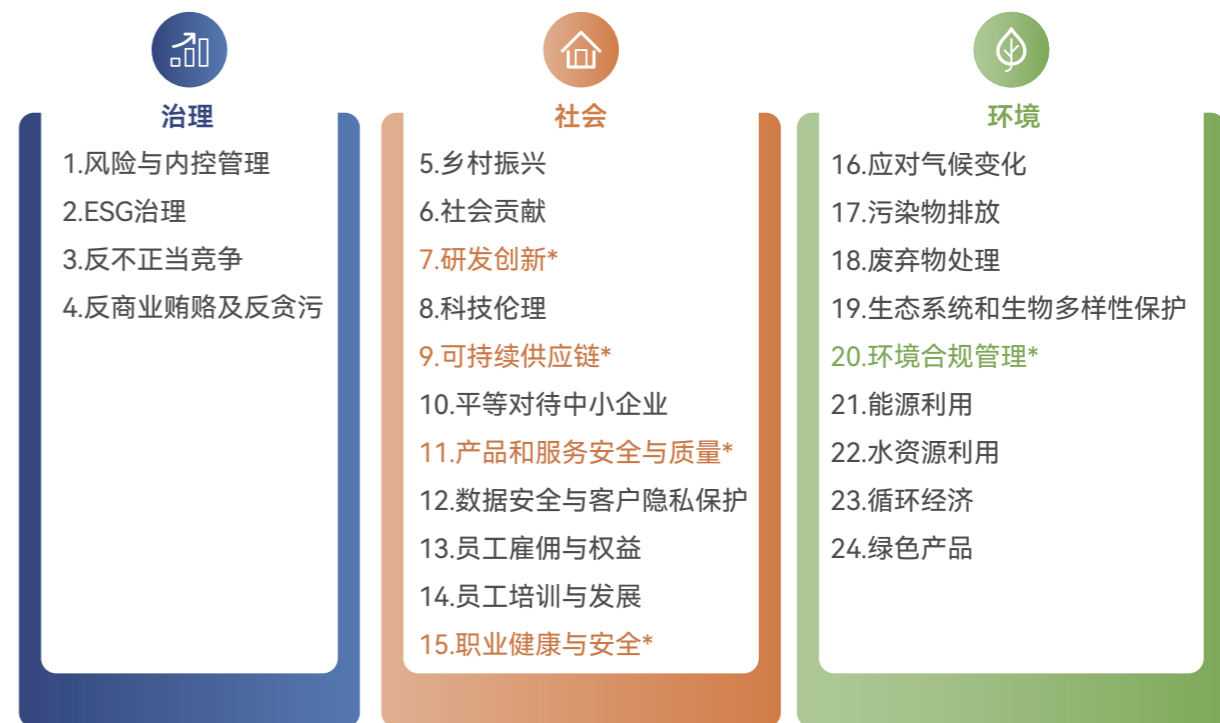 治理
1.风险与内控管理
2.ESG治理
3.反不正当竞争
4.反商业贿赂及反贪污
社会
5.乡村振兴
6.社会贡献
7.研发创新*
8.科技伦理
9.可持续供应链*
10.平等对待中小企业
11.产品和服务安全与质量*
12.数据安全与客户隐私保护
13.员工雇佣与权益
14.员工培训与发展
15.职业健康与安全*
环境
16.应对气候变化
17.污染物排放
18.废弃物处理
19.生态系统和生物多样性保护
20.环境合规管理*
21.能源利用
22.水资源利用
23.循环经济
24.绿色产品